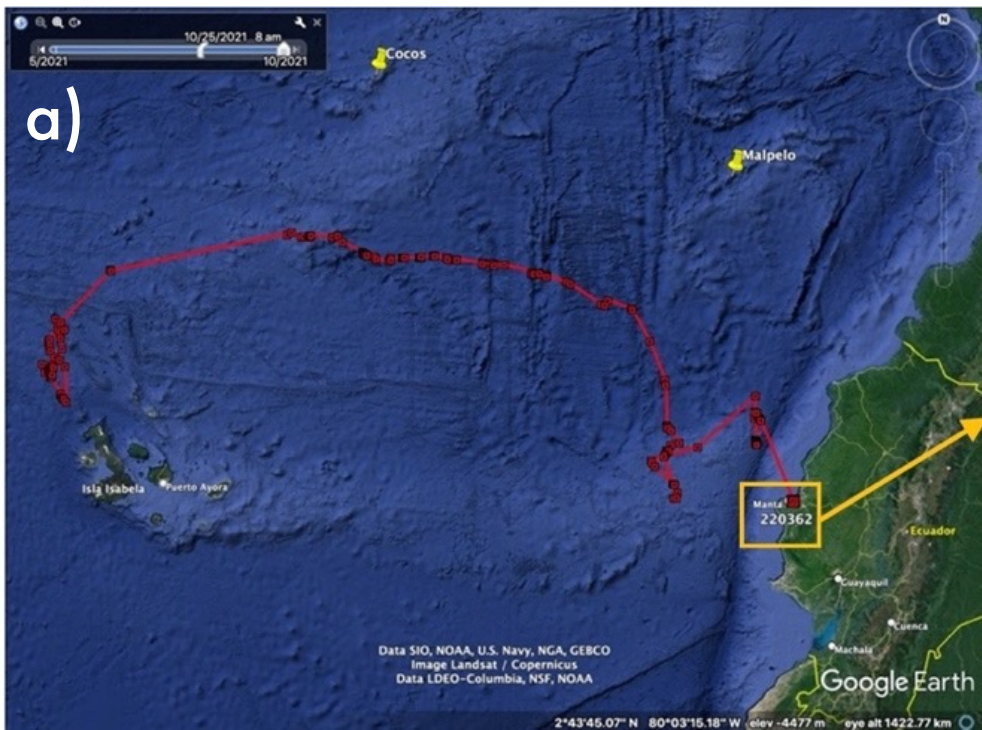 10/25/2021 8 am
5/2021 10/2021
N
a)
Cocos
Malpelo
Isla Isabela
Puerto Ayora
Manta
220362
Ecuador
Guayaquil
Cuenca
Machala
Data SIO, NOAA, U.S. Navy, NGA, GEBCO
Image Landsat / Copernicus
Data LDEO-Columbia, NSF, NOAA
Google Earth
2°43'45.07" N 80°03'15.18" W elev -4477 m eye alt 1422.77 km